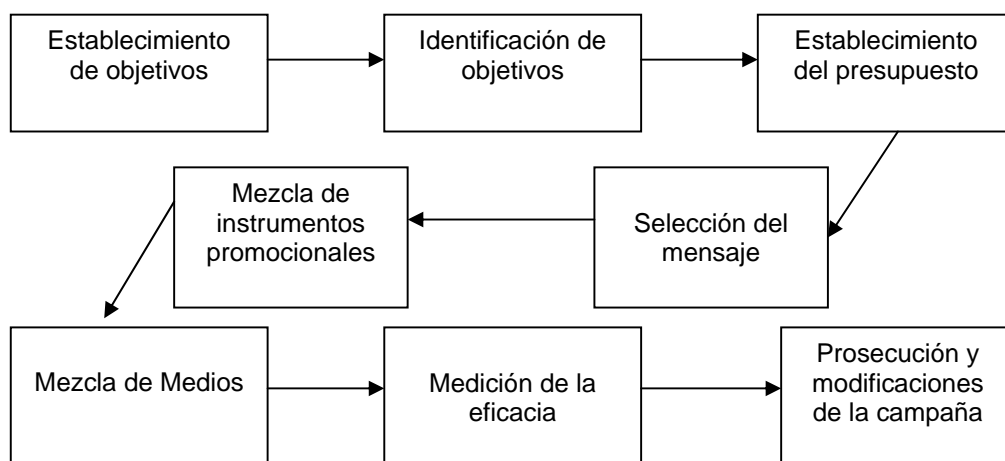 Establecimiento
de objetivos
Identificación de
objetivos
Establecimiento
del presupuesto
Selección del
mensaje
Mezcla de
instrumentos
promocionales
Mezcla de Medios
Medición de la
eficacia
Prosecución y
modificaciones
de la campaña